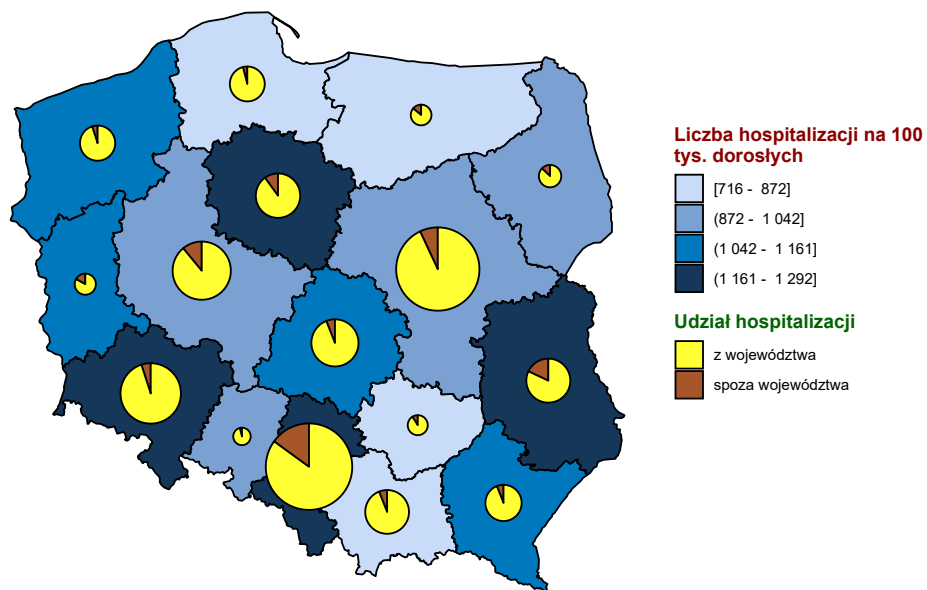 Liczba hospitalizacji na 100
tys. dorosłych
[716 - 872]
(872 - 1 042]
(1 042 - 1 161]
(1 161 - 1 292]
Udział hospitalizacji
z województwa
spoza województwa